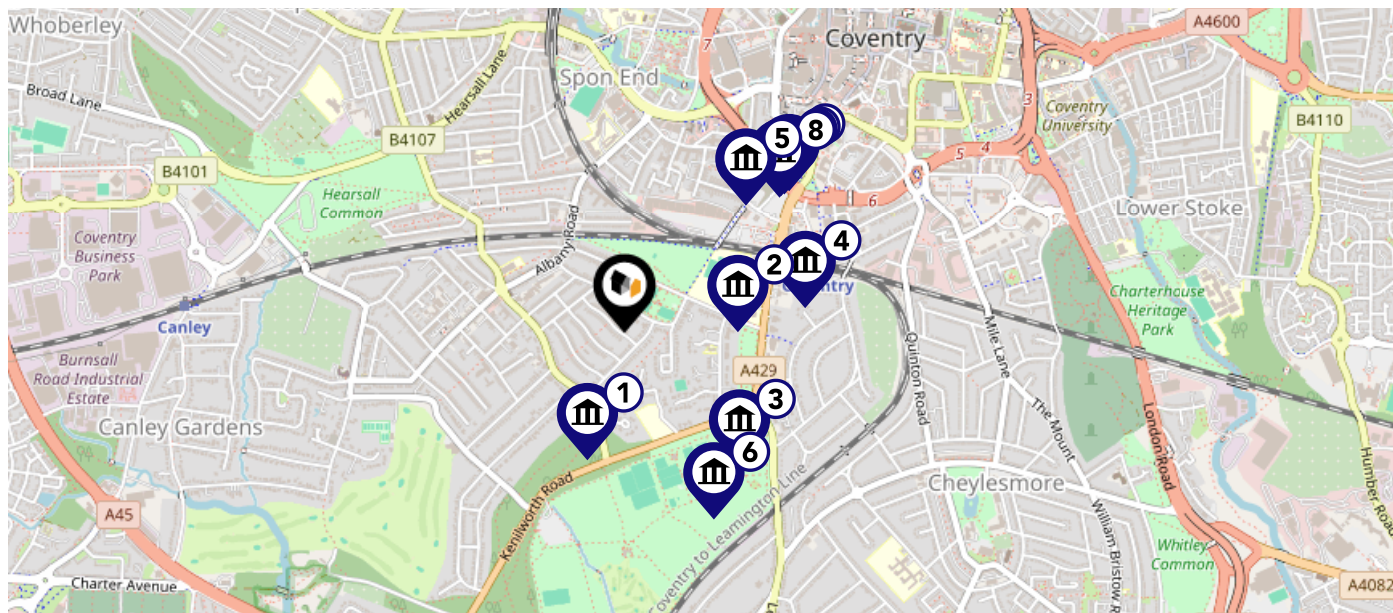 Whoberley
Broad Lane
Hearsall Lane
Spon End
7
Coventry
A4600
3
Coventry
University
B4110
B4107
B4101
Hearsall
Common
5
8
5
4
6
Lower Stoke
Coventry
Business
Park
Albany Road
4
2
Canley
Charterhouse
Heritage
Park
Mile Lane
Quinton Road
Burnsall
Road Industrial
Estate
A429
1
3
Canley Gardens
The Mount
London Road
6
Humber Road
Cheylesmore
A45
Kenilworth Road
Coventry to Leamington Line
William Bristow R
Whitley
Common
Charter Avenue
A4082